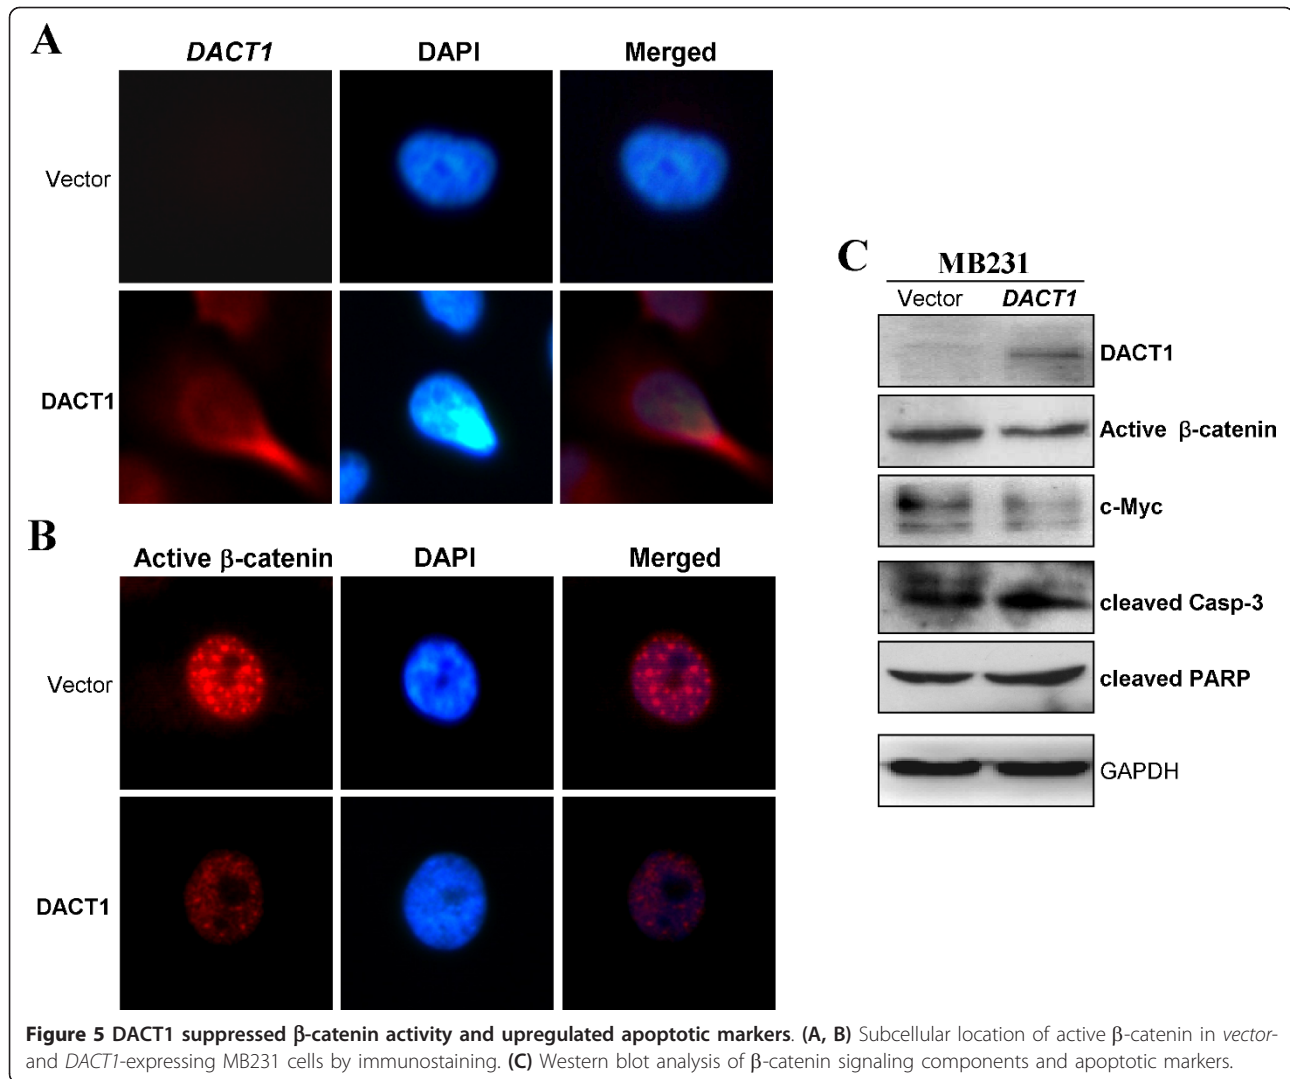 A
DACT1 DAPI Merged
Vector
DACT1
B
Active β-catenin DAPI Merged
Vector
DACT1
C
MB231
Vector DACT1
DACT1
Active β-catenin
c-Myc
cleaved Casp-3
cleaved PARP
GAPDH
Figure 5 DACT1 suppressed β-catenin activity and upregulated apoptotic markers. (A, B) Subcellular location of active β-catenin in vector-
and DACT1-expressing MB231 cells by immunostaining. (C) Western blot analysis of β-catenin signaling components and apoptotic markers.